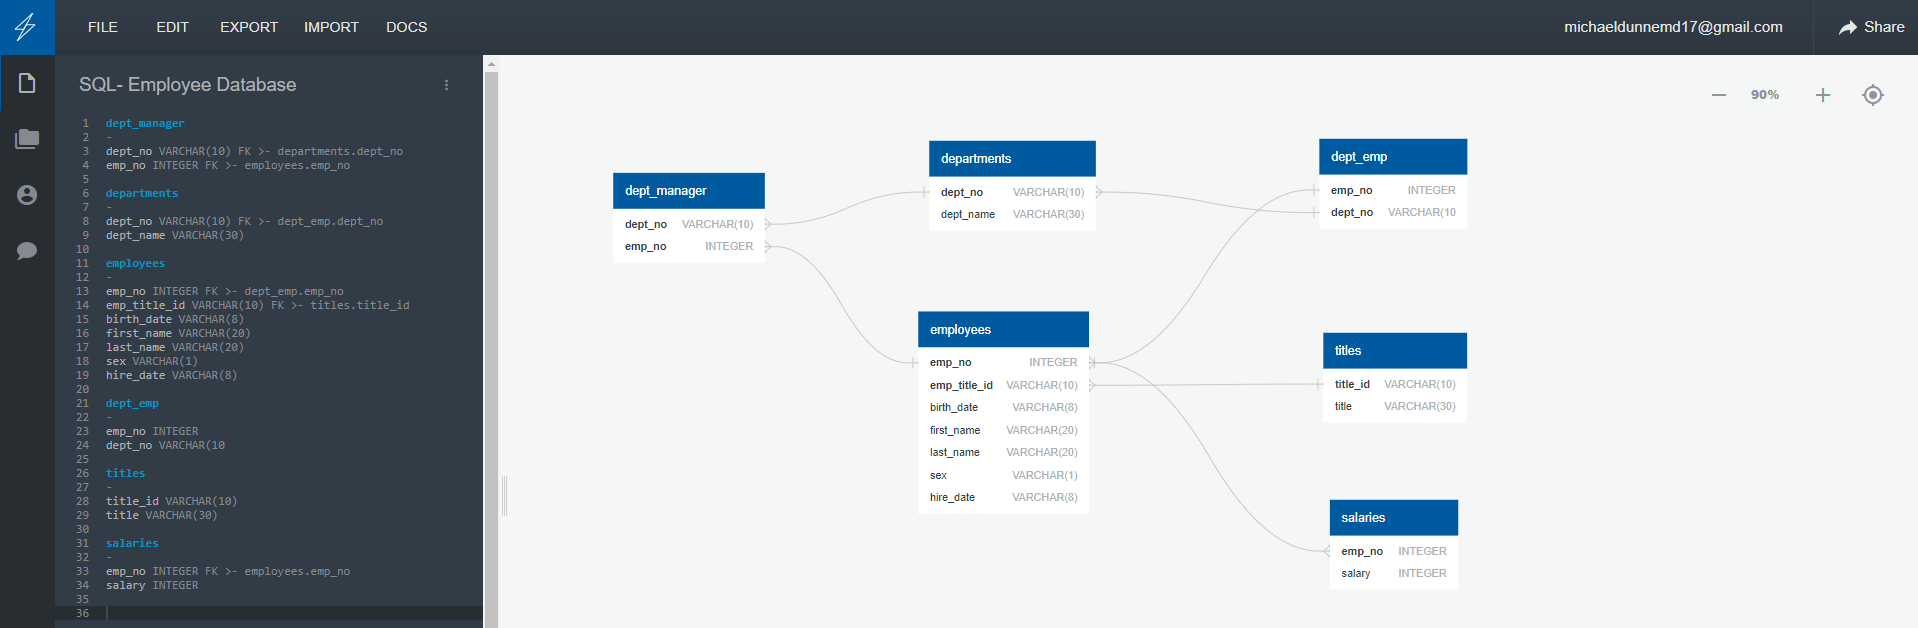 FILE EDIT EXPORT IMPORT DOCS michaeldunnemd17@gmail.com Share
SQL- Employee Database
1 dept_manager
2 -
3 dept_no VARCHAR(10) FK >- departments.dept_no
4 emp_no INTEGER FK >- employees.emp_no
5
6 departments
7 -
8 dept_no VARCHAR(10) FK >- dept_emp.dept_no
9 dept_name VARCHAR(30)
10
11 employees
12 -
13 emp_no INTEGER FK >- dept_emp.emp_no
14 emp_title_id VARCHAR(10) FK >- titles.title_id
15 birth_date VARCHAR(8)
16 first_name VARCHAR(20)
17 last_name VARCHAR(20)
18 sex VARCHAR(1)
19 hire_date VARCHAR(8)
20
21 dept_emp
22 -
23 emp_no INTEGER
24 dept_no VARCHAR(10
25
26 titles
27 -
28 title_id VARCHAR(10)
29 title VARCHAR(30)
30
31 salaries
32 -
33 emp_no INTEGER FK >- employees.emp_no
34 salary INTEGER
35
36
90%
dept_manager
dept_no VARCHAR(10)
emp_no INTEGER
departments
dept_no VARCHAR(10)
dept_name VARCHAR(30)
dept_emp
emp_no INTEGER
dept_no VARCHAR(10
employees
emp_no INTEGER
emp_title_id VARCHAR(10)
birth_date VARCHAR(8)
first_name VARCHAR(20)
last_name VARCHAR(20)
sex VARCHAR(1)
hire_date VARCHAR(8)
titles
title_id VARCHAR(10)
title VARCHAR(30)
salaries
emp_no INTEGER
salary INTEGER